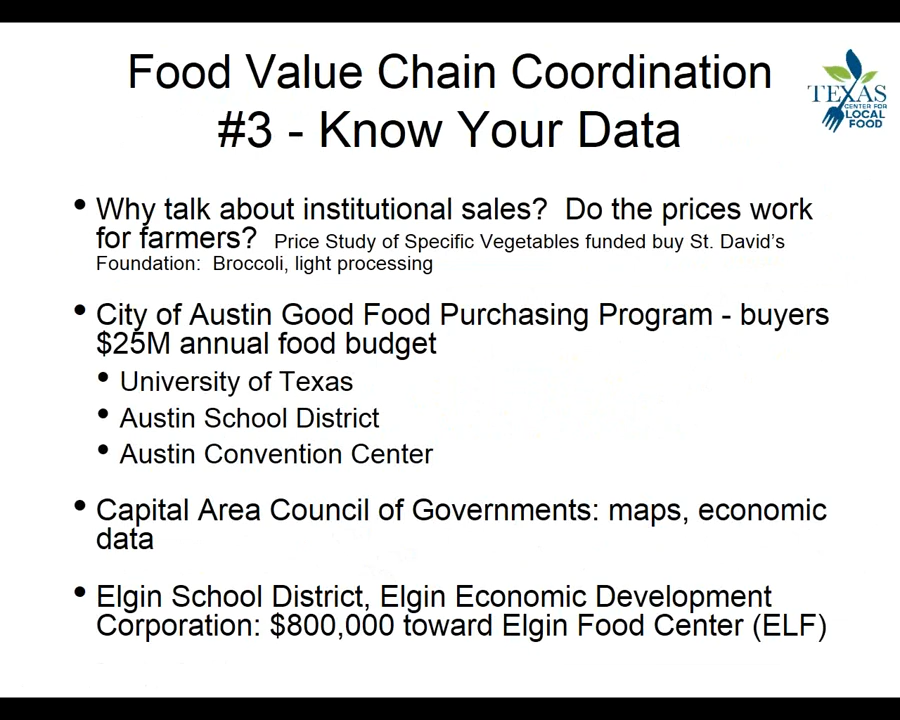 Food Value Chain Coordination
#3 - Know Your Data
TEXAS
CENTER FOR
LOCAL
FOOD
• Why talk about institutional sales?  Do the prices work
for farmers?  Price Study of Specific Vegetables funded buy St. David's
Foundation:  Broccoli, light processing
• City of Austin Good Food Purchasing Program - buyers
$25M annual food budget
• University of Texas
• Austin School District
• Austin Convention Center
• Capital Area Council of Governments: maps, economic
data
• Elgin School District, Elgin Economic Development
Corporation: $800,000 toward Elgin Food Center (ELF)